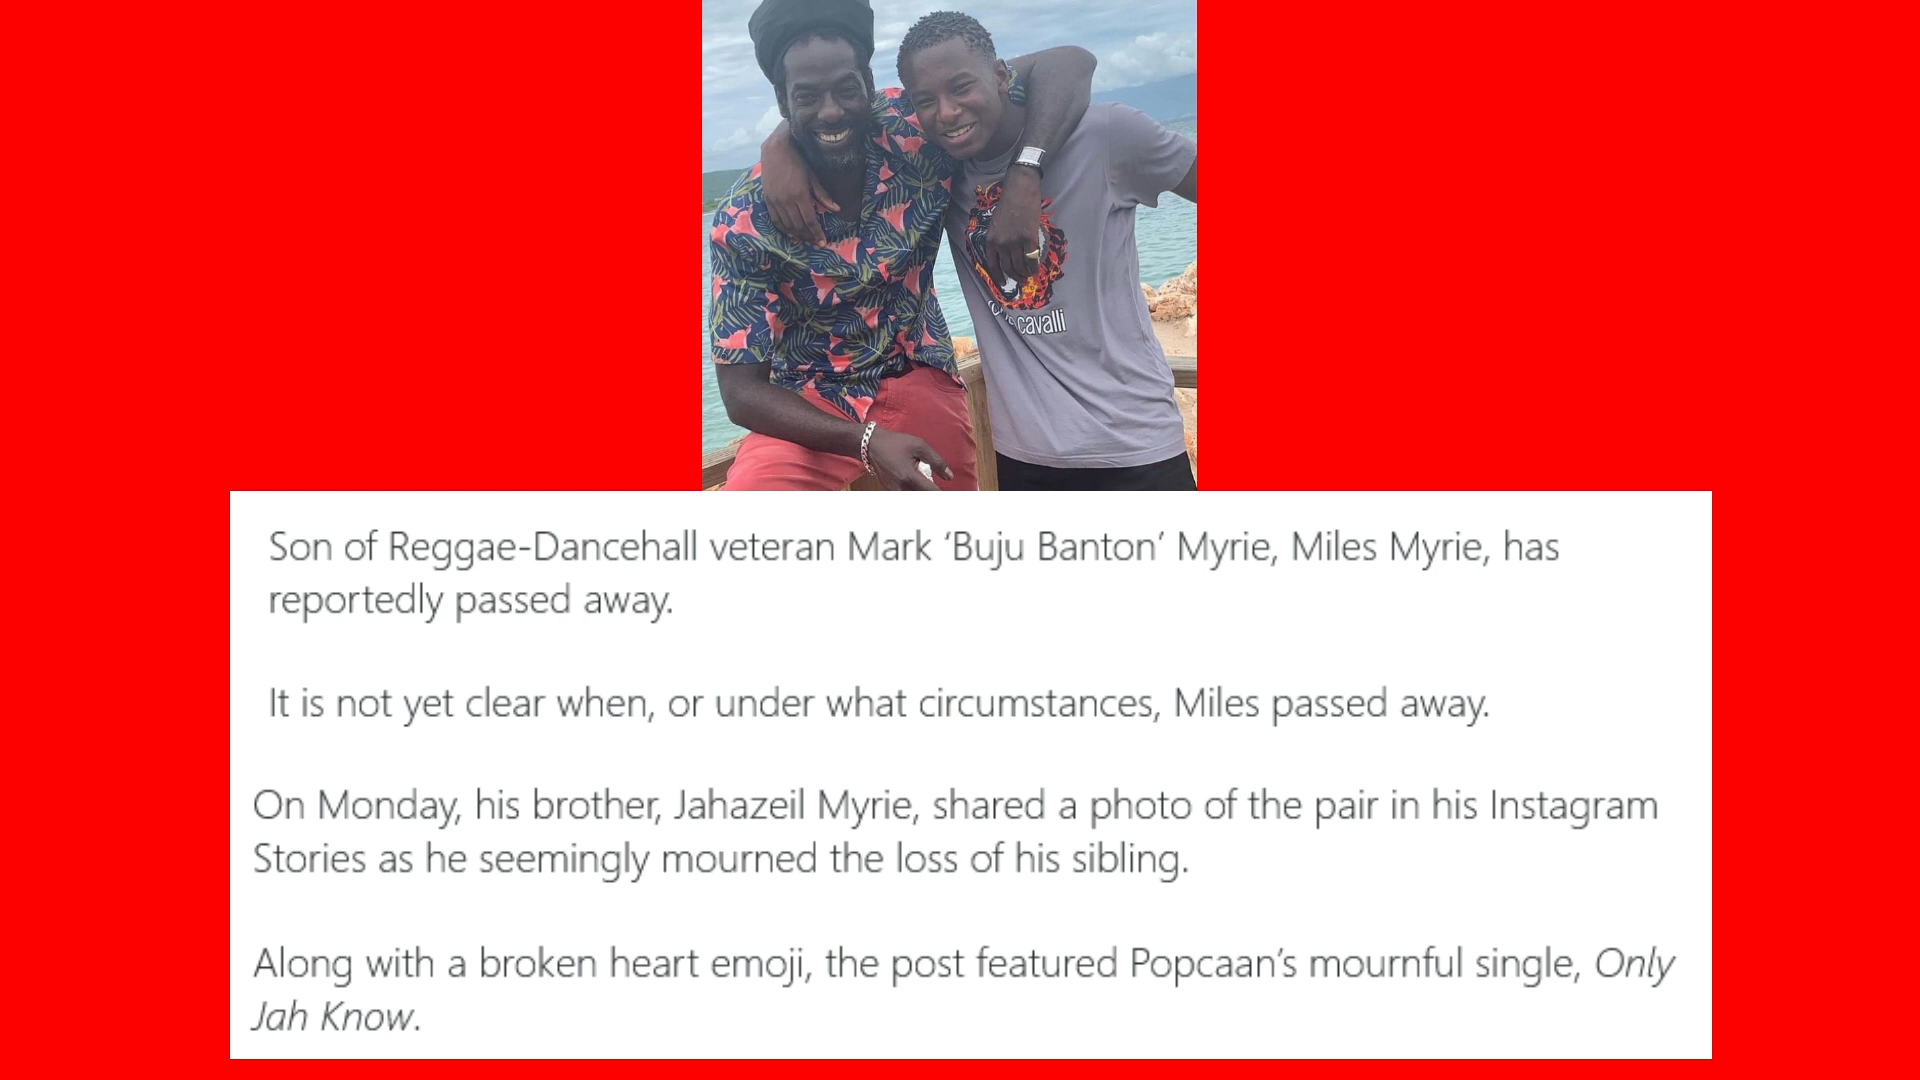 cavalli
Son of Reggae-Dancehall veteran Mark ‘Buju Banton’ Myrie, Miles Myrie, has
reportedly passed away.
It is not yet clear when, or under what circumstances, Miles passed away.
On Monday, his brother, Jahazeil Myrie, shared a photo of the pair in his Instagram
Stories as he seemingly mourned the loss of his sibling.
Along with a broken heart emoji, the post featured Popcaan’s mournful single, Only
Jah Know.